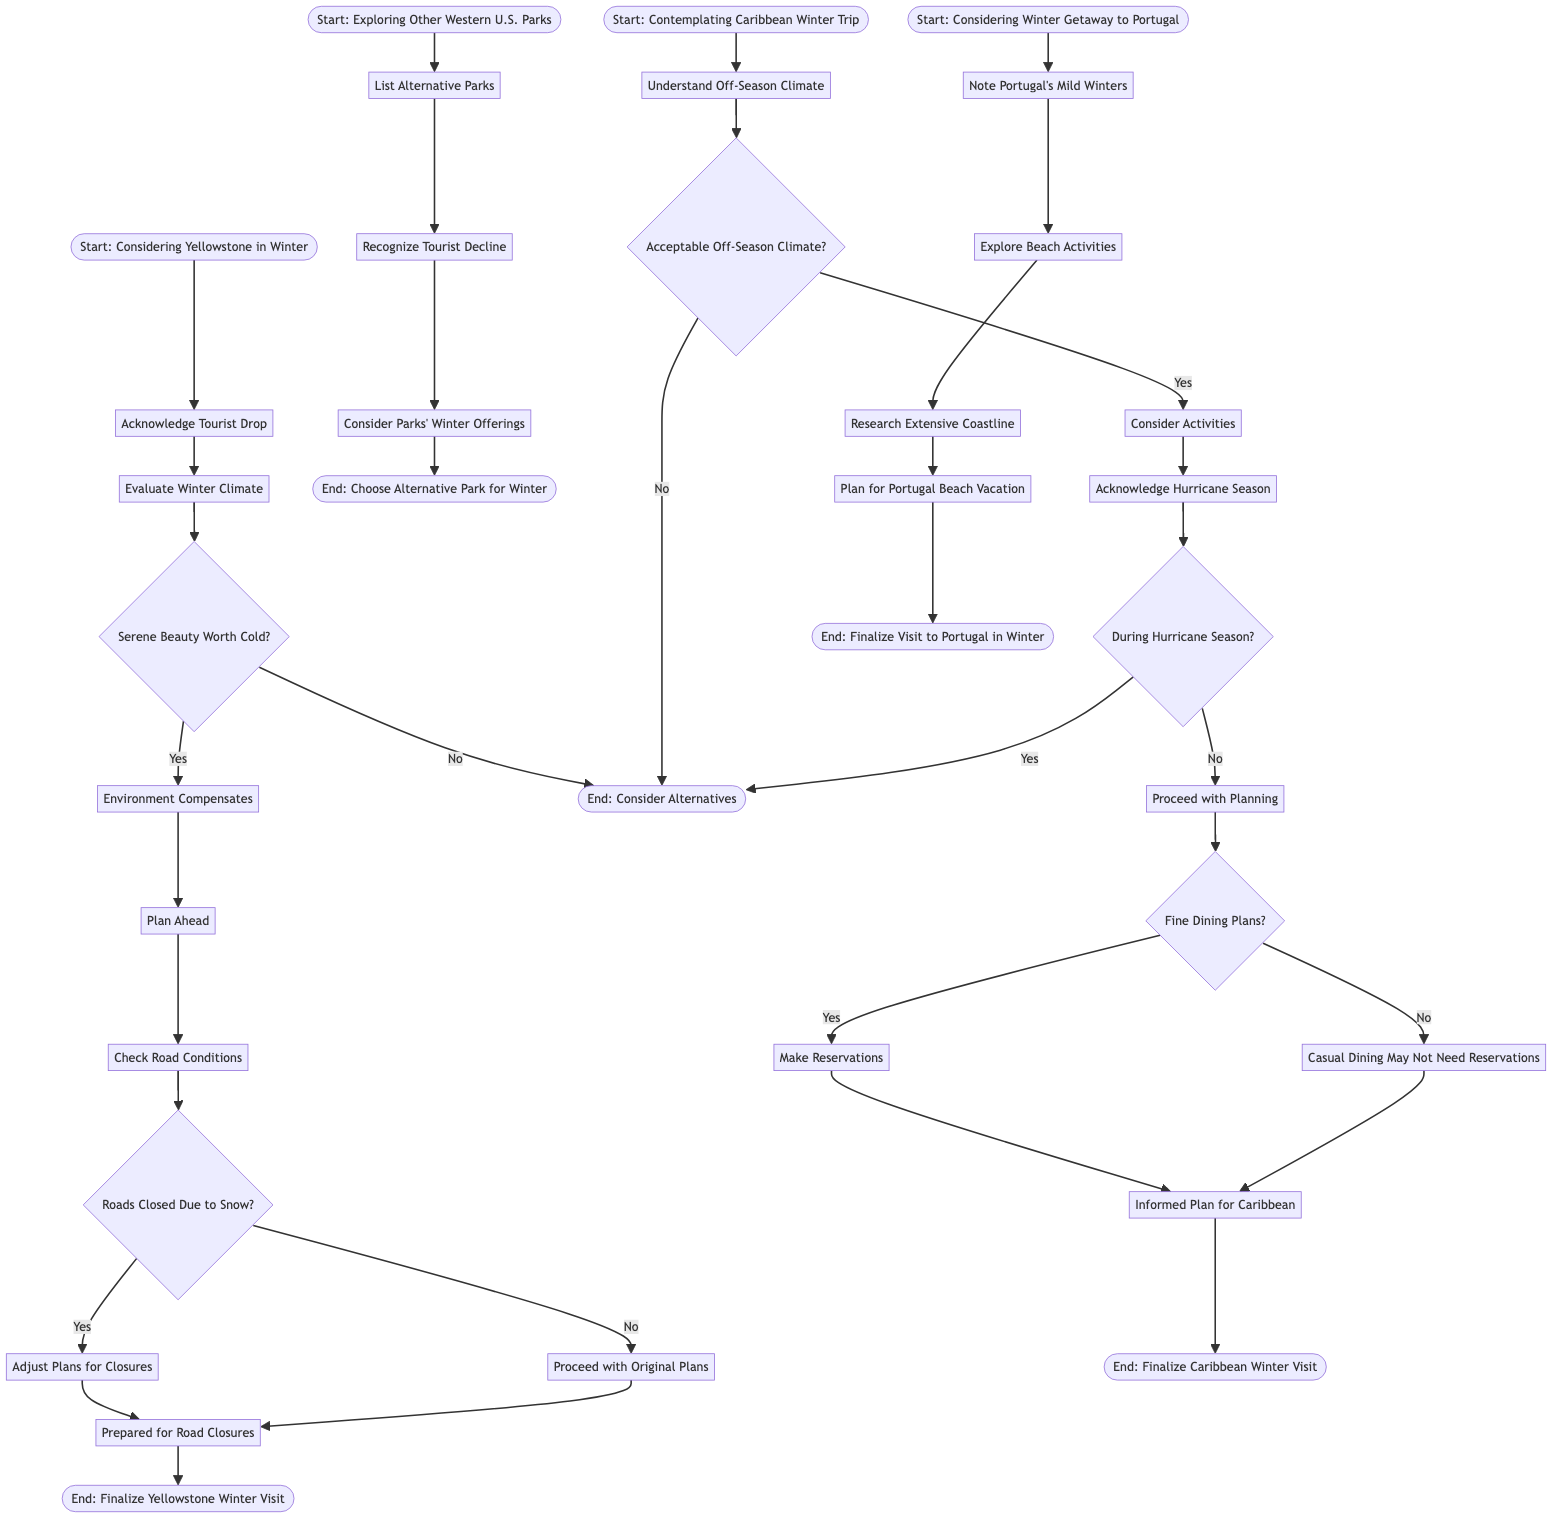 Start: Exploring Other Western U.S. Parks
Start: Contemplating Caribbean Winter Trip
Start: Considering Winter Getaway to Portugal
List Alternative Parks
Understand Off-Season Climate
Note Portugal's Mild Winters
Start: Considering Yellowstone in Winter
Recognize Tourist Decline
Acceptable Off-Season Climate?
Explore Beach Activities
Yes
Acknowledge Tourist Drop
Consider Parks' Winter Offerings
Research Extensive Coastline
Consider Activities
Evaluate Winter Climate
End: Choose Alternative Park for Winter
No
Plan for Portugal Beach Vacation
Acknowledge Hurricane Season
Serene Beauty Worth Cold?
End: Finalize Visit to Portugal in Winter
During Hurricane Season?
Yes
No
Yes
No
Environment Compensates
End: Consider Alternatives
Proceed with Planning
Plan Ahead
Fine Dining Plans?
Yes
No
Check Road Conditions
Make Reservations
Casual Dining May Not Need Reservations
Roads Closed Due to Snow?
Informed Plan for Caribbean
Yes
No
Adjust Plans for Closures
Proceed with Original Plans
End: Finalize Caribbean Winter Visit
Prepared for Road Closures
End: Finalize Yellowstone Winter Visit